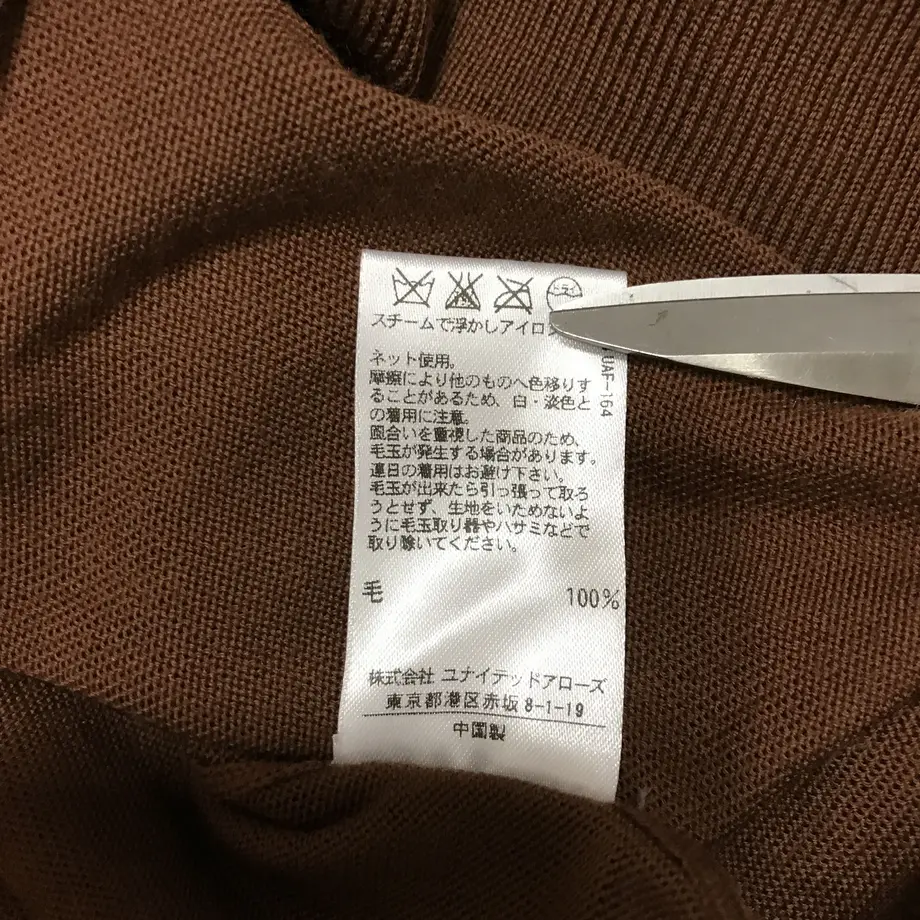 スチームで浮かしアイロ
ネット使用。
摩擦により他のものへ色移りす
ることがあるため、白・淡色と
の着用に注意。
風合いを重視した商品のため、
毛玉が発生する場合があります。
連日の着用はお避け下さい。
毛玉が出来たら引っ張って取ろ
うとせず、生地をいためないよ
うに毛玉取り器やハサミなどで
取り除いてください。
UAF-164
毛 100%
株式会社 ユナイテッドアローズ
東京都港区赤坂 8-1-19
中国製